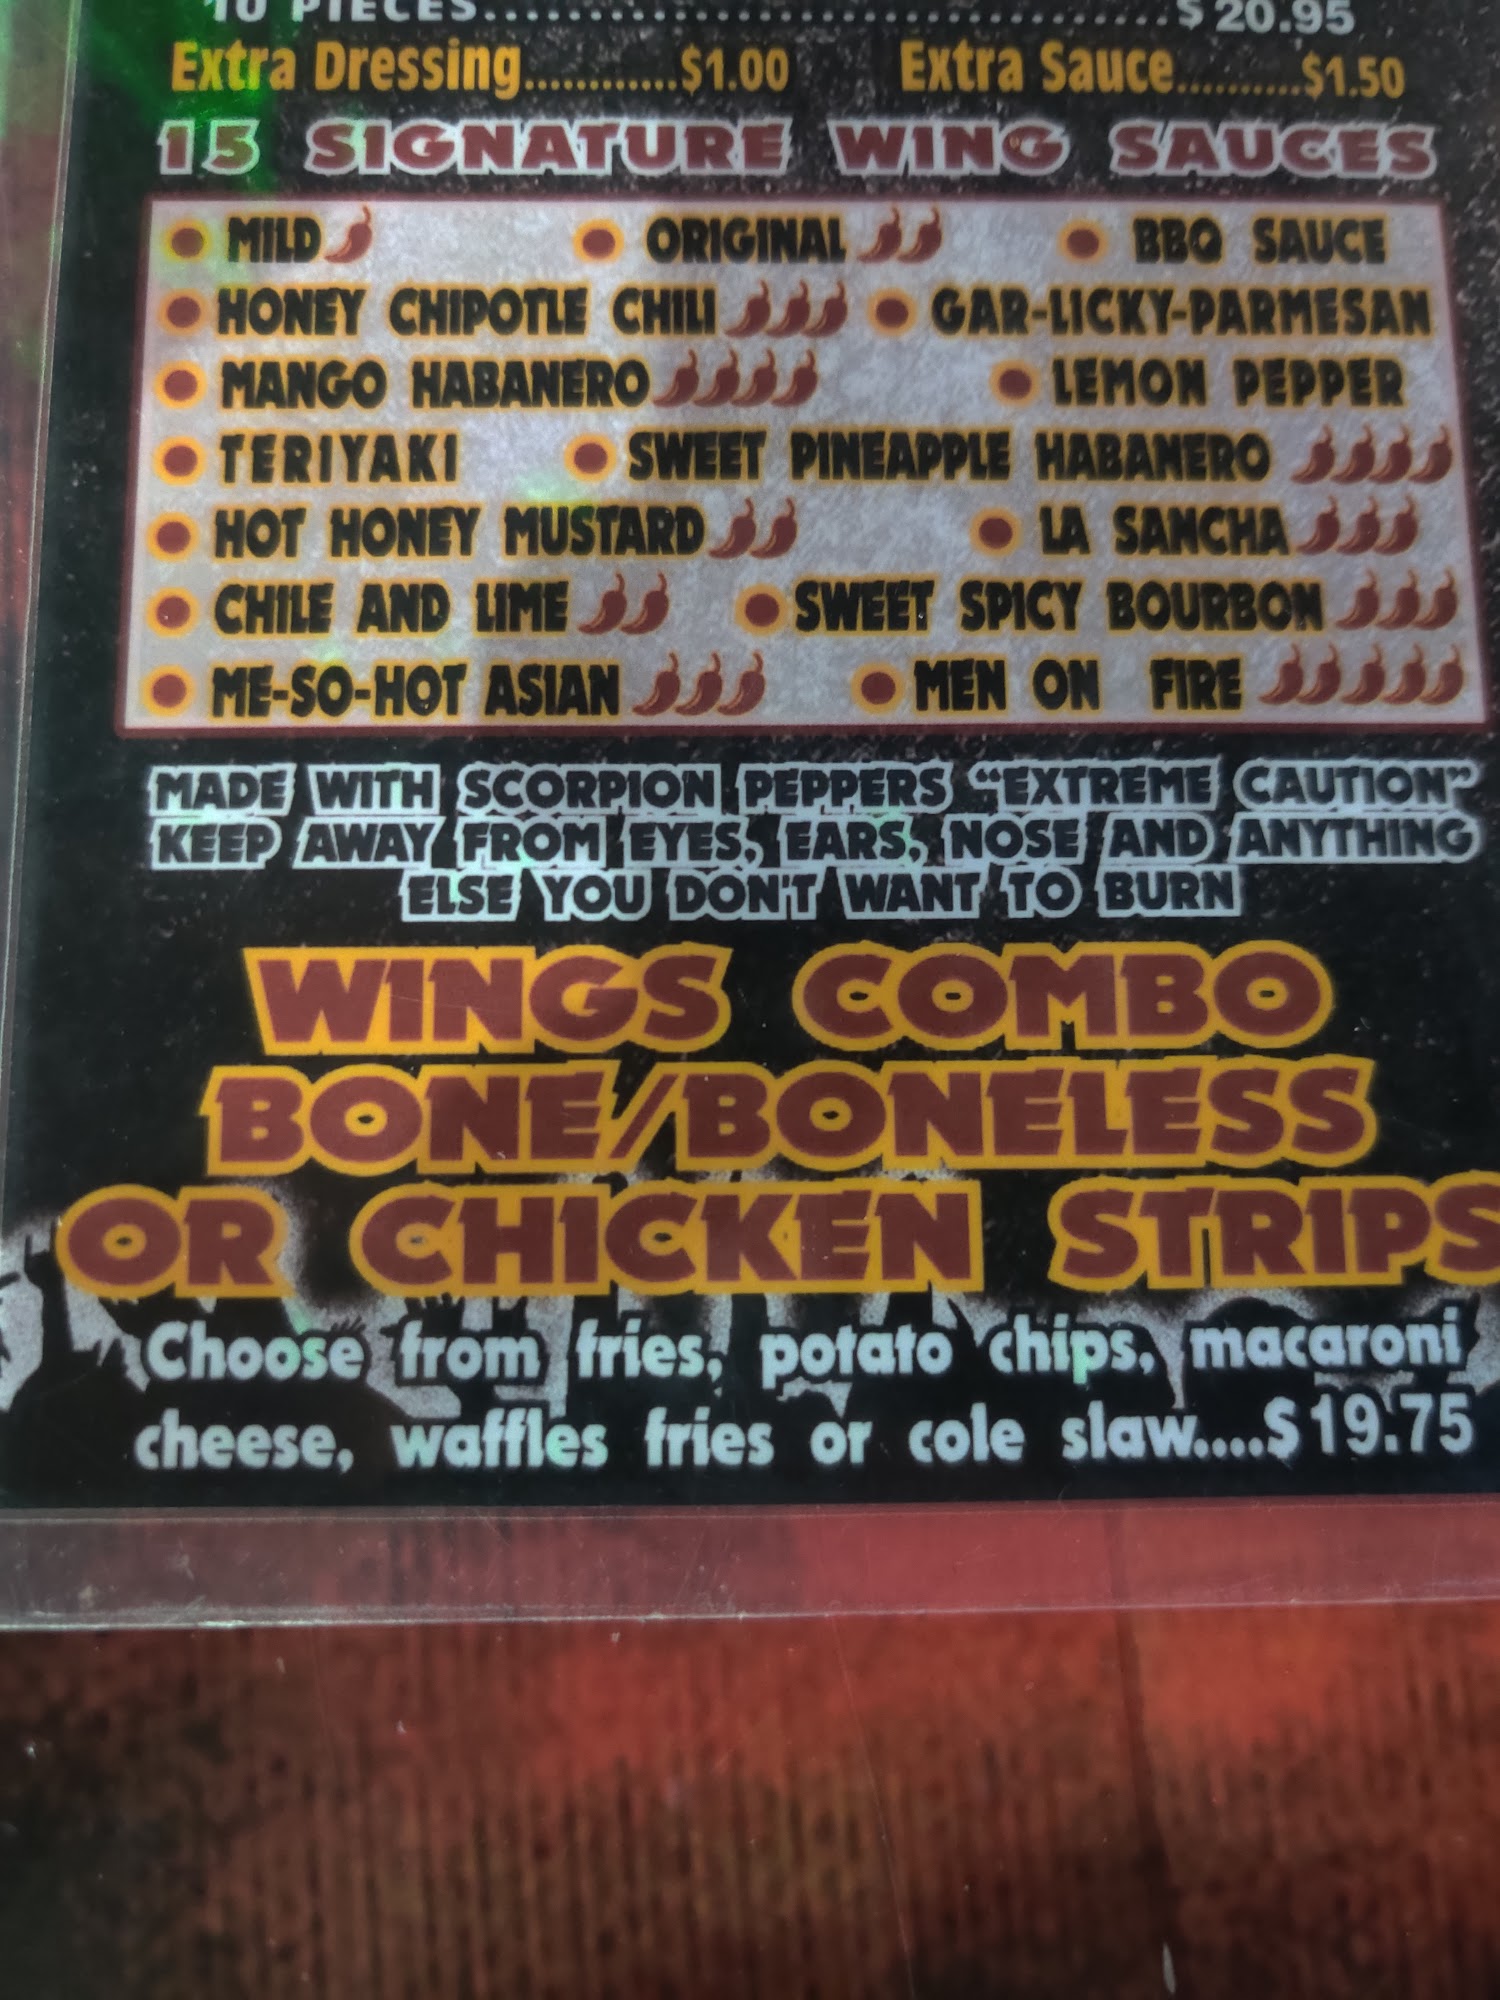 10 PIECES........................................$20.95
Extra Dressing............$1.00 Extra Sauce..........$1.50
15 SIGNATURE WING SAUCES
MILD ORIGINAL BBQ SAUCE
HONEY CHIPOTLE CHILI GAR-LICKY-PARMESAN
MANGO HABANERO LEMON PEPPER
TERIYAKI SWEET PINEAPPLE HABANERO
HOT HONEY MUSTARD LA SANCHA
CHILE AND LIME SWEET SPICY BOURBON
ME-SO-HOT ASIAN MEN ON FIRE
MADE WITH SCORPION PEPPERS “EXTREME CAUTION”
KEEP AWAY FROM EYES, EARS, NOSE AND ANYTHING
ELSE YOU DON'T WANT TO BURN
WINGS COMBO
BONE/BONELESS
OR CHICKEN STRIPS
Choose from fries, potato chips, macaroni
cheese, waffles fries or cole slaw....$19.75